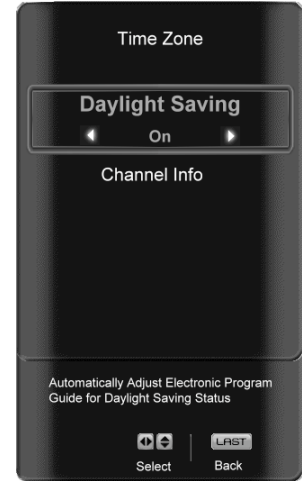 Time Zone
Daylight Saving
On
Channel Info
Automatically Adjust Electronic Program
Guide for Daylight Saving Status
LAST
Select
Back